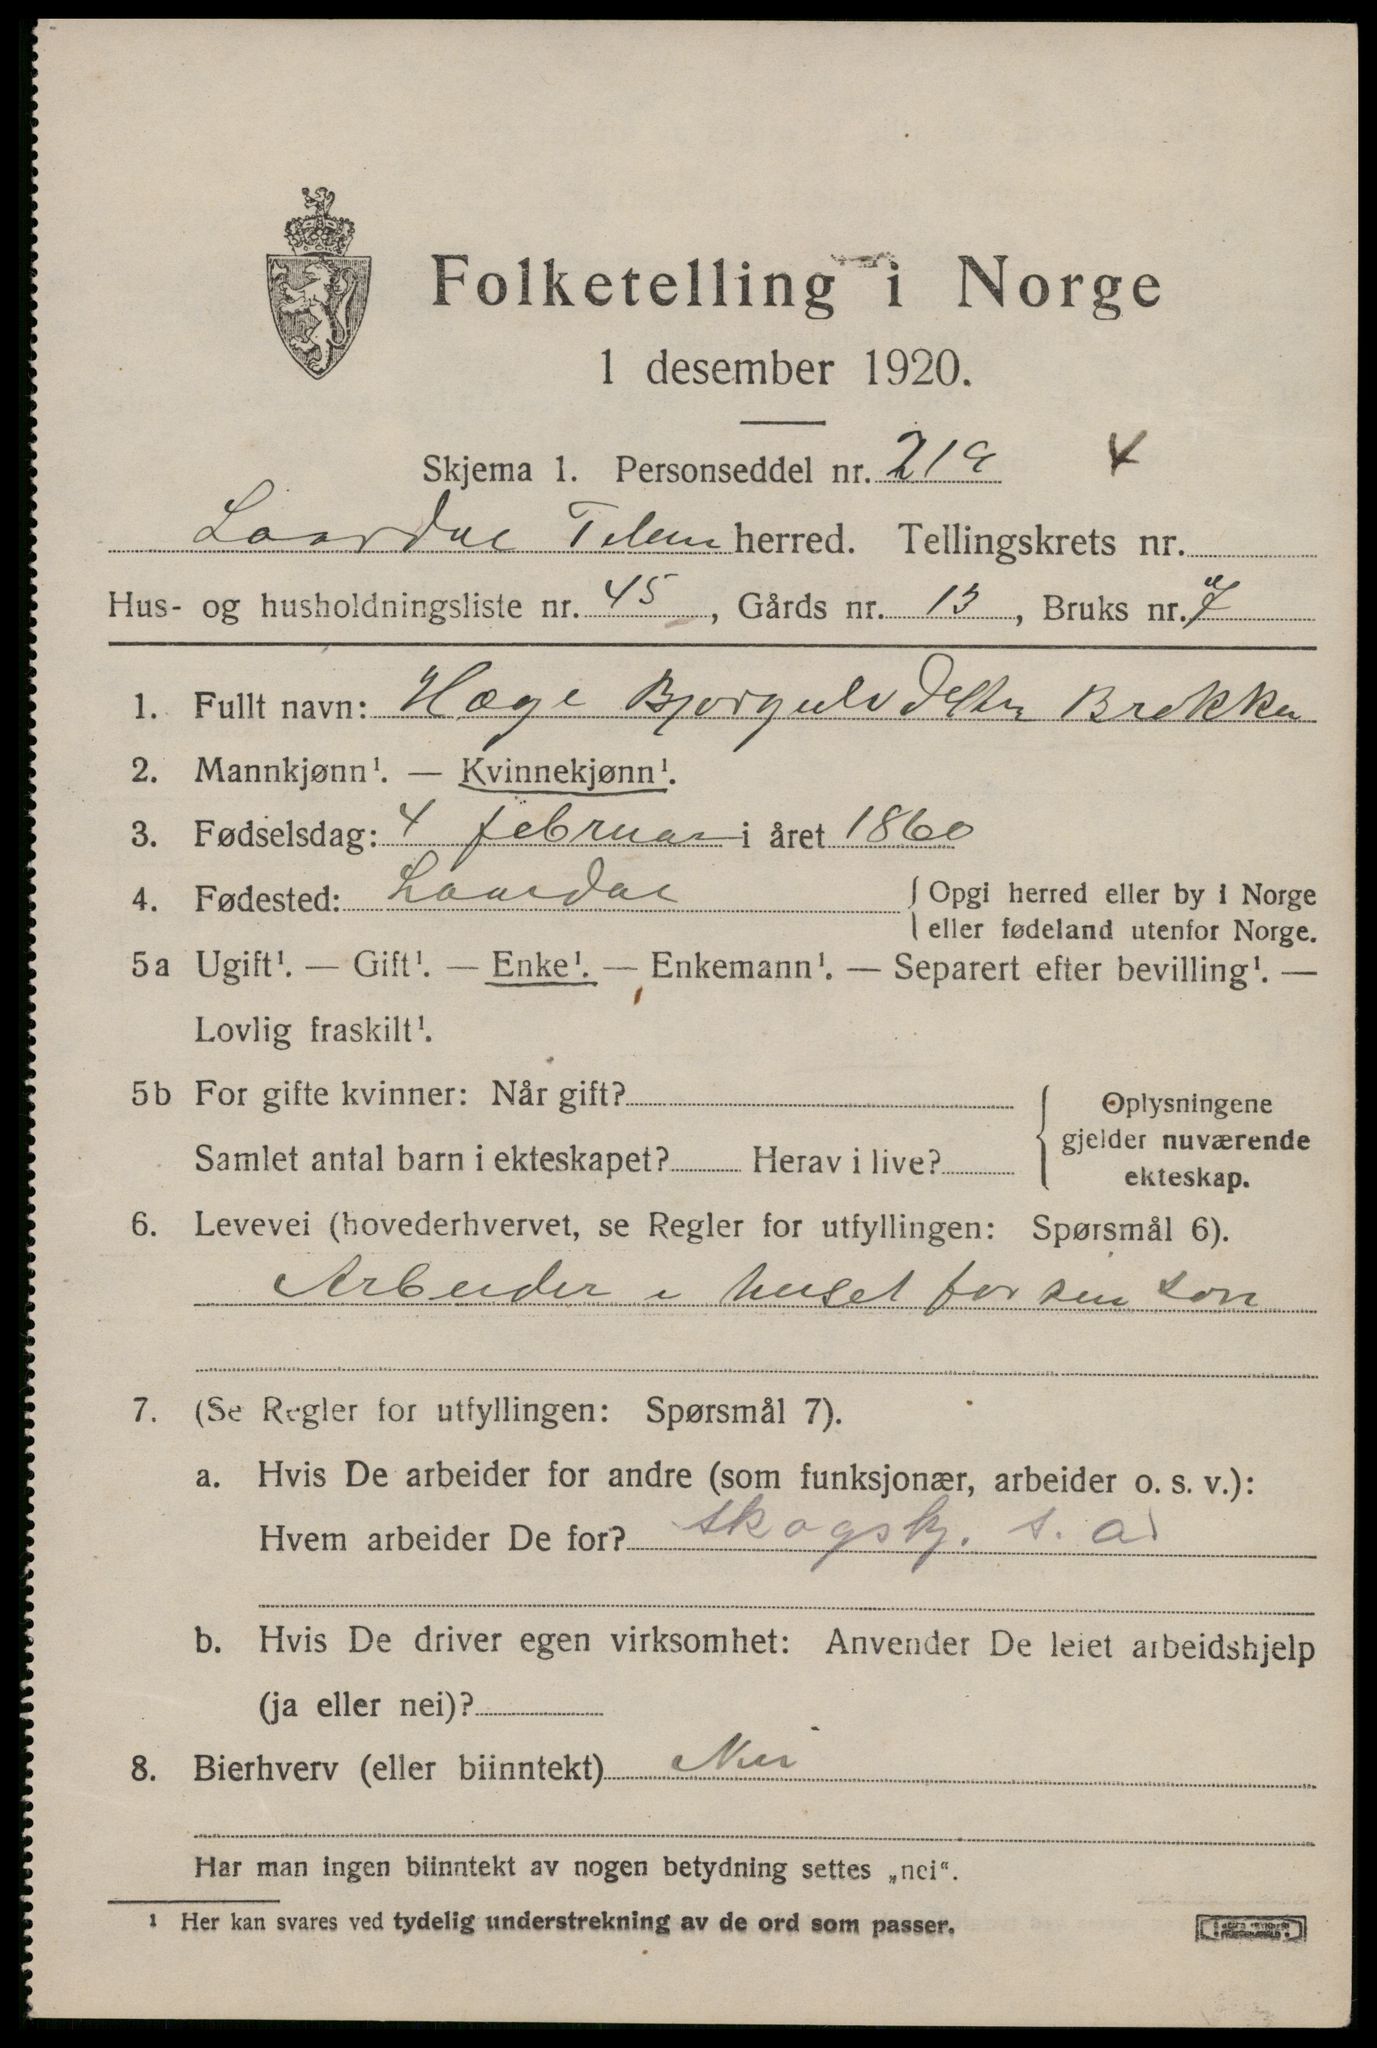 Folketelling i Norge
1 desember 1920.
Skjema 1. Personseddel nr. 219
Laardal Telem herred. Tellingskrets nr.
Hus- og husholdningsliste nr. 45, Gårds nr. 13, Bruks nr. 7
1. Fullt navn: Hæge Bjørgulvdatter Brekke
2. Mannkjønn¹. — Kvinnekjønn¹.
3. Fødselsdag: 4 februar i året 1860
4. Fødested: Laardal { Opgi herred eller by i Norge
eller fødeland utenfor Norge.
5a Ugift¹. — Gift¹. — Enke¹. — Enkemann¹. — Separert efter bevilling¹. —
Lovlig fraskilt¹.
5b For gifte kvinner: Når gift?
Samlet antal barn i ekteskapet? Herav i live?
Oplysningene
gjelder nuværende
ekteskap.
6. Levevei (hovederhvervet, se Regler for utfyllingen: Spørsmål 6).
Arbeider i huset for sin søn
7. (Se Regler for utfyllingen: Spørsmål 7).
a. Hvis De arbeider for andre (som funksjonær, arbeider o. s. v.):
Hvem arbeider De for? skogskj. s. a
b. Hvis De driver egen virksomhet: Anvender De leiet arbeidshjelp
(ja eller nei)?
8. Bierhverv (eller biinntekt) Nei
Har man ingen biinntekt av nogen betydning settes „nei“.
¹ Her kan svares ved tydelig understrekning av de ord som passer.